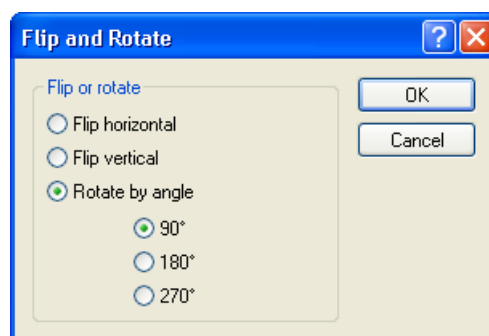 Flip and Rotate
Flip or rotate
Flip horizontal
Flip vertical
Rotate by angle
90°
180°
270°
OK
Cancel